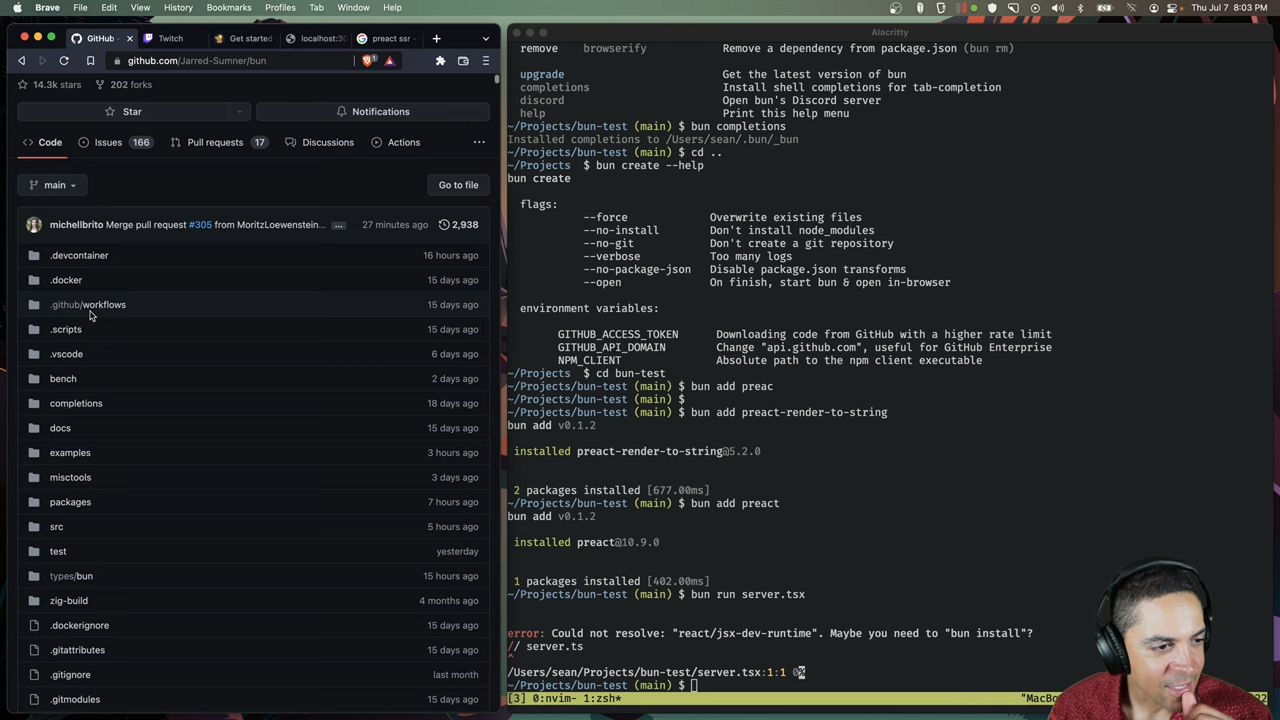 Brave File Edit View History Bookmarks Profiles Tab Window Help
Thu Jul 7 8:03 PM
GitHub
Twitch
Get started
localhost:30
preact ssr
github.com/Jarred-Sumner/bun
14.3k stars 202 forks
Star
Notifications
Code
Issues 166
Pull requests 17
Discussions
Actions
main
Go to file
michellbrito Merge pull request #305 from MoritzLoewenstein... 27 minutes ago 2,938
.devcontainer 16 hours ago
.docker 15 days ago
.github/workflows 15 days ago
.scripts 15 days ago
.vscode 6 days ago
bench 2 days ago
completions 18 days ago
docs 15 days ago
examples 3 hours ago
misctools 3 days ago
packages 7 hours ago
src 5 hours ago
test yesterday
types/bun 15 hours ago
zig-build 4 months ago
.dockerignore 15 days ago
.gitattributes 15 days ago
.gitignore 15 days ago
.gitmodules 15 days ago
Alacritty
remove browserify Remove a dependency from package.json (bun rm)
upgrade Get the latest version of bun
completions Install shell completions for tab-completion
discord Open bun's Discord server
help Print this help menu
~/Projects/bun-test (main) $ bun completions
Installed completions to /Users/sean/.bun/_bun
~/Projects/bun-test (main) $ cd ..
~/Projects $ bun create --help
bun create
flags:
--force Overwrite existing files
--no-install Don't install node_modules
--no-git Don't create a git repository
--verbose Too many logs
--no-package-json Disable package.json transforms
--open On finish, start bun & open in-browser
environment variables:
GITHUB_ACCESS_TOKEN Downloading code from GitHub with a higher rate limit
GITHUB_API_DOMAIN Change "api.github.com", useful for GitHub Enterprise
NPM_CLIENT Absolute path to the npm client executable
~/Projects $ cd bun-test
~/Projects/bun-test (main) $ bun add preac
~/Projects/bun-test (main) $
~/Projects/bun-test (main) $ bun add preact-render-to-string
bun add v0.1.2
installed preact-render-to-string@5.2.0
2 packages installed [677.00ms]
~/Projects/bun-test (main) $ bun add preact
bun add v0.1.2
installed preact@10.9.0
1 packages installed [402.00ms]
~/Projects/bun-test (main) $ bun run server.tsx
error: Could not resolve: "react/jsx-dev-runtime". Maybe you need to "bun install"?
// server.ts
^
/Users/sean/Projects/bun-test/server.tsx:1:1 0
~/Projects/bun-test (main) $
[3] 0:nvim- 1:zsh*